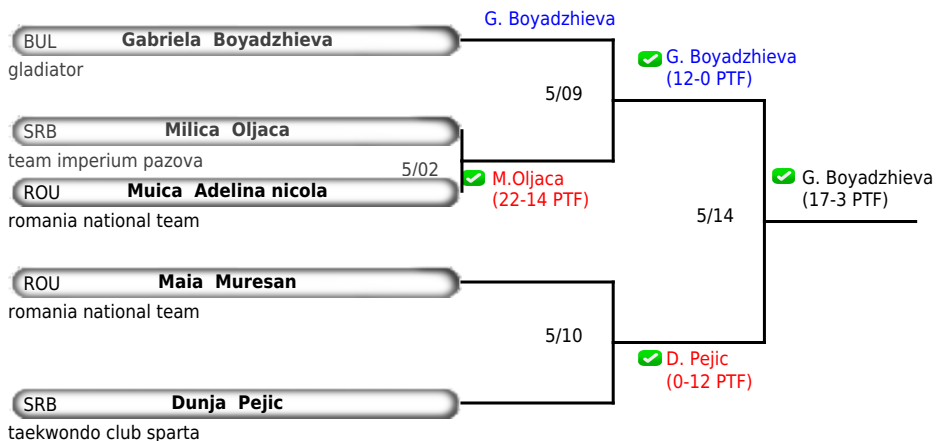 G. Boyadzhieva
BUL Gabriela Boyadzhieva
gladiator
G. Boyadzhieva
(12-0 PTF)
5/09
SRB Milica Oljaca
team imperium pazova
5/02
M.Oljaca
(22-14 PTF)
ROU Muica Adelina nicola
romania national team
G. Boyadzhieva
(17-3 PTF)
5/14
ROU Maia Muresan
romania national team
5/10
D. Pejic
(0-12 PTF)
SRB Dunja Pejic
taekwondo club sparta